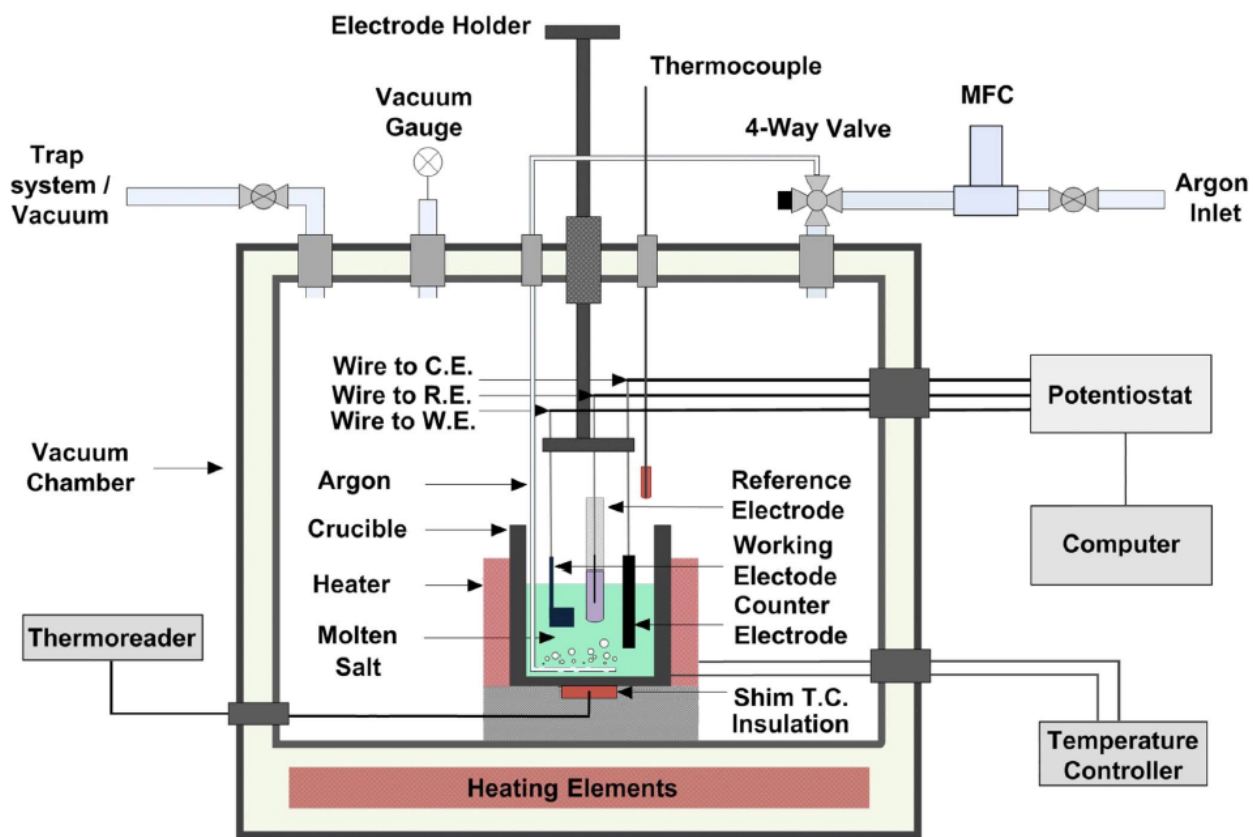 Electrode Holder
Thermocouple
MFC
Vacuum
Gauge
4-Way Valve
Trap
system /
Vacuum
Argon
Inlet
Wire to C.E.
Wire to R.E.
Wire to W.E.
Potentiostat
Vacuum
Chamber
Argon
Reference
Electrode
Crucible
Working
Electode
Computer
Heater
Counter
Electrode
Thermoreader
Molten
Salt
Shim T.C.
Insulation
Temperature
Controller
Heating Elements